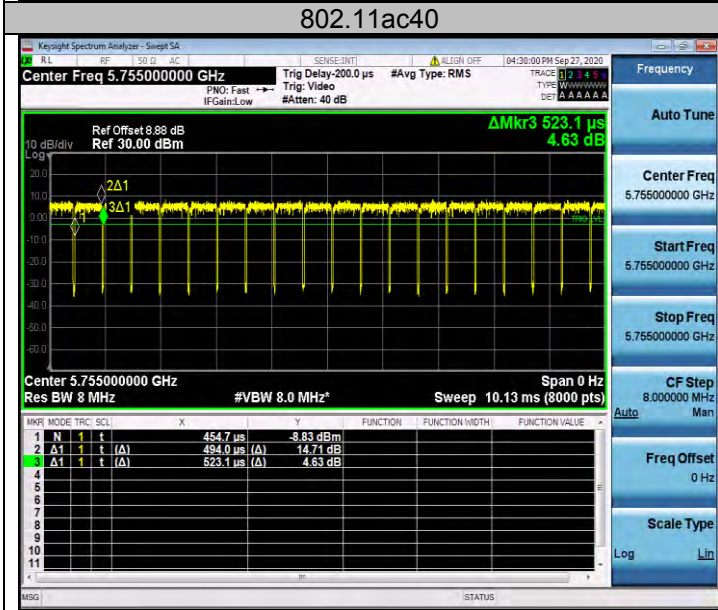 802.11ac40
Keysight Spectrum Analyzer - Swept SA
LXI RL RF 50 Ω AC SENSE:INT ALIGN OFF 04:30:00 PM Sep 27, 2020
Center Freq 5.755000000 GHz Trig Delay-200.0 µs #Avg Type: RMS TRACE 1 2 3 4 5 6
PNO: Fast Trig: Video TYPE WWWWWW
IFGain:Low #Atten: 40 dB DET A A A A A A
Ref Offset 8.88 dB ΔMkr3 523.1 µs
10 dB/div Ref 30.00 dBm 4.63 dB
Log
20.0
10.0
0.00
-10.0
-20.0
-30.0
-40.0
-50.0
-60.0
2Δ1
3Δ1
1
TRIG LVL
Center 5.755000000 GHz Span 0 Hz
Res BW 8 MHz #VBW 8.0 MHz* Sweep 10.13 ms (8000 pts)
MKR MODE TRC SCL X Y FUNCTION FUNCTION WIDTH FUNCTION VALUE
1 N 1 t 454.7 µs -8.83 dBm
2 Δ1 1 t (Δ) 494.0 µs (Δ) 14.71 dB
3 Δ1 1 t (Δ) 523.1 µs (Δ) 4.63 dB
4
5
6
7
8
9
10
11
MSG STATUS
Frequency
Auto Tune
Center Freq
5.755000000 GHz
Start Freq
5.755000000 GHz
Stop Freq
5.755000000 GHz
CF Step
8.000000 MHz
Auto Man
Freq Offset
0 Hz
Scale Type
Log Lin